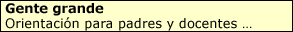 Gente grande
Orientación para padres y docentes ...